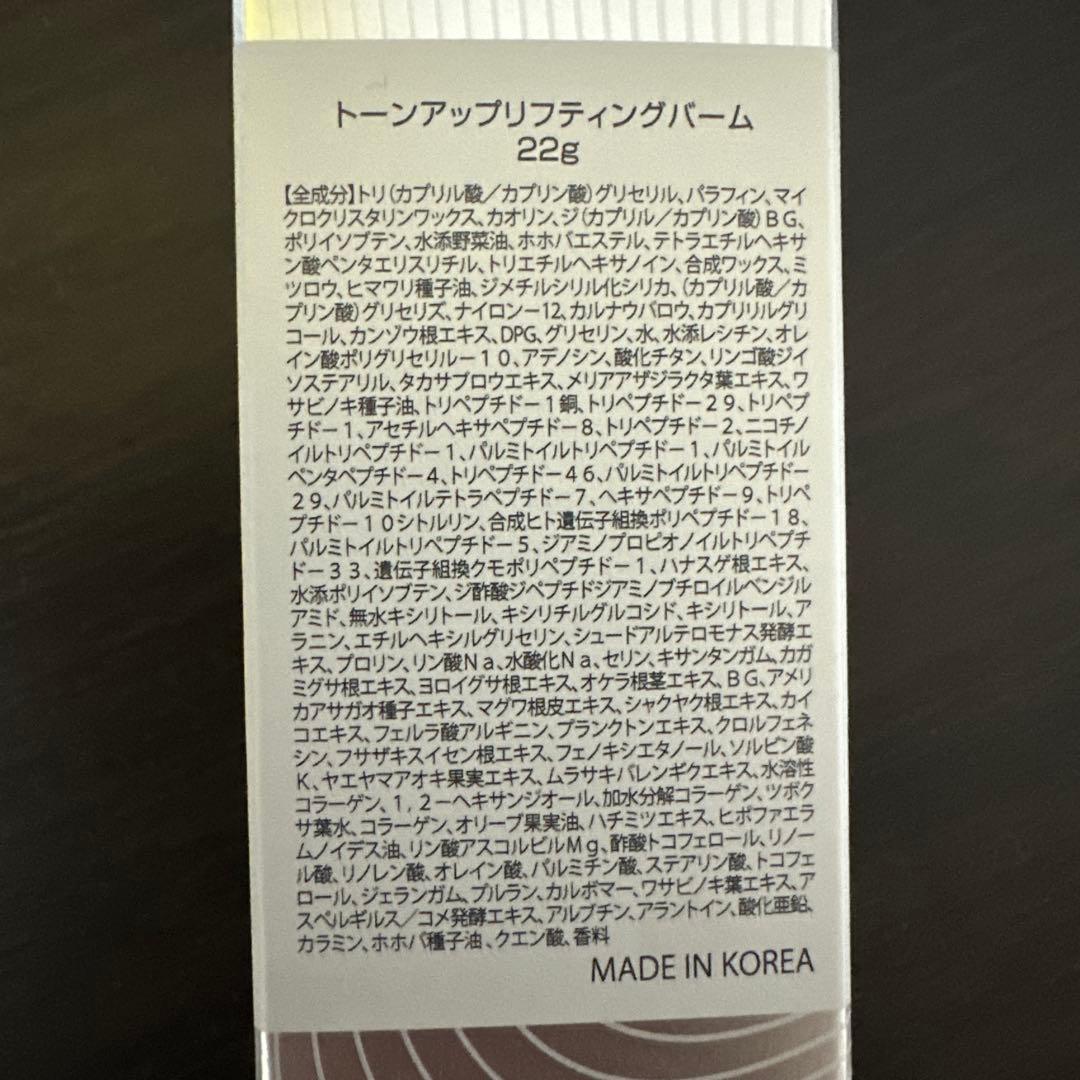 トーンアップリフティングバーム
22g
【全成分】トリ(カプリル酸／カプリン酸)グリセリル、パラフィン、マイ
クロクリスタリンワックス、カオリン、ジ(カプリル／カプリン酸)BG、
ポリイソブテン、水添野菜油、ホホバエステル、テトラエチルヘキサ
ン酸ペンタエリスリチル、トリエチルヘキサノイン、合成ワックス、ミ
ツロウ、ヒマワリ種子油、ジメチルシリル化シリカ、(カプリル酸／カ
プリン酸)グリセリズ、ナイロンー12、カルナウバロウ、カプリリルグリ
コール、カンゾウ根エキス、DPG、グリセリン、水、水添レシチン、オレ
イン酸ポリグリセリルー１０、アデノシン、酸化チタン、リンゴ酸ジイ
ソステアリル、タカサブロウエキス、メリアアザジラクタ葉エキス、ワ
サビノキ種子油、トリペプチドー１銅、トリペプチドー２９、トリペプ
チドー１、アセチルヘキサペプチドー８、トリペプチドー２、ニコチノ
イルトリペプチドー１、パルミトイルトリペプチドー１、パルミトイル
ペンタペプチドー４、トリペプチドー４６、パルミトイルトリペプチドー
２９、パルミトイルテトラペプチドー７、ヘキサペプチドー９、トリペ
プチドー１０シトルリン、合成ヒト遺伝子組換ポリペプチドー１８、
パルミトイルトリペプチドー５、ジアミノプロピオノイルトリペプチ
ドー３３、遺伝子組換クモポリペプチドー１、ハナスゲ根エキス、
水添ポリイソブテン、ジ酢酸ジペプチドジアミノブチロイルベンジル
アミド、無水キシリトール、キシリチルグルコシド、キシリトール、ア
ラニン、エチルヘキシルグリセリン、シュードアルテロモナス発酵エ
キス、プロリン、リン酸Ｎａ、水酸化Ｎａ、セリン、キサンタンガム、カガ
ミグサ根エキス、ヨロイグサ根エキス、オケラ根茎エキス、ＢＧ、アメリ
カアサガオ種子エキス、マグワ根皮エキス、シャクヤク根エキス、カイ
コエキス、フェルラ酸アルギニン、プランクトンエキス、クロルフェネ
シン、フサザキスイセン根エキス、フェノキシエタノール、ソルビン酸
Ｋ、ヤエヤマアオキ果実エキス、ムラサキバレンギクエキス、水溶性
コラーゲン、１,２ーヘキサンジオール、加水分解コラーゲン、ツボク
サ葉水、コラーゲン、オリーブ果実油、ハチミツエキス、ヒポファエラ
ムノイデス油、リン酸アスコルビルＭｇ、酢酸トコフェロール、リノー
ル酸、リノレン酸、オレイン酸、パルミチン酸、ステアリン酸、トコフェ
ロール、ジェランガム、プルラン、カルボマー、ワサビノキ葉エキス、ア
スペルギルス／コメ発酵エキス、アルブチン、アラントイン、酸化亜鉛、
カラミン、ホホバ種子油、クエン酸、香料
MADE IN KOREA